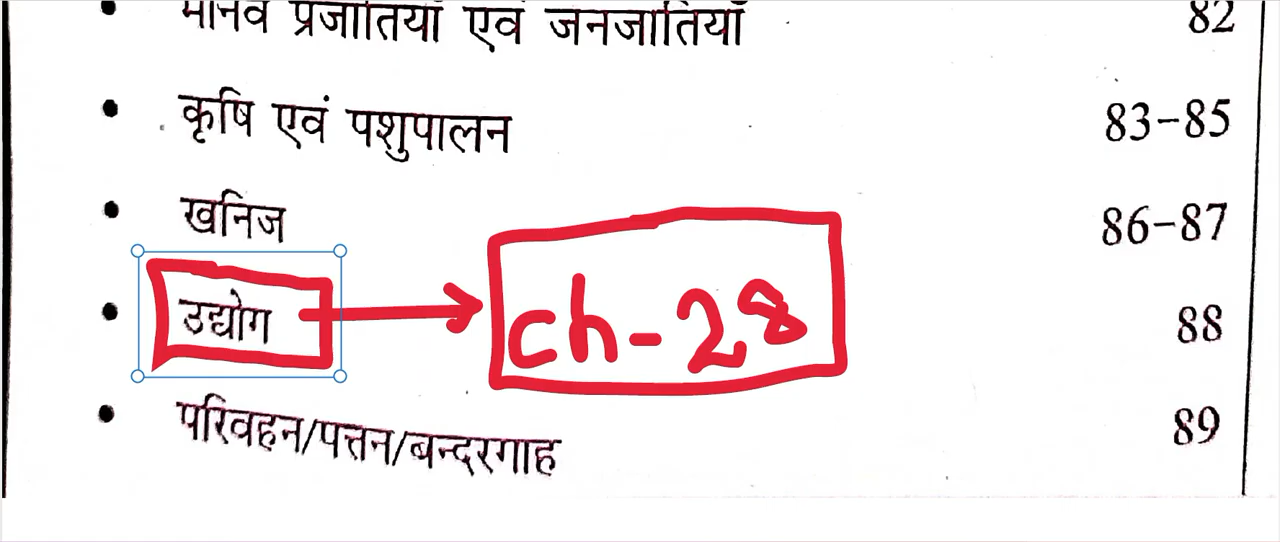 • मानव प्रजातियाँ एवं जनजातियाँ 82
• कृषि एवं पशुपालन 83-85
• खनिज 86-87
• उद्योग → ch-28 88
• परिवहन/पत्तन/बन्दरगाह 89